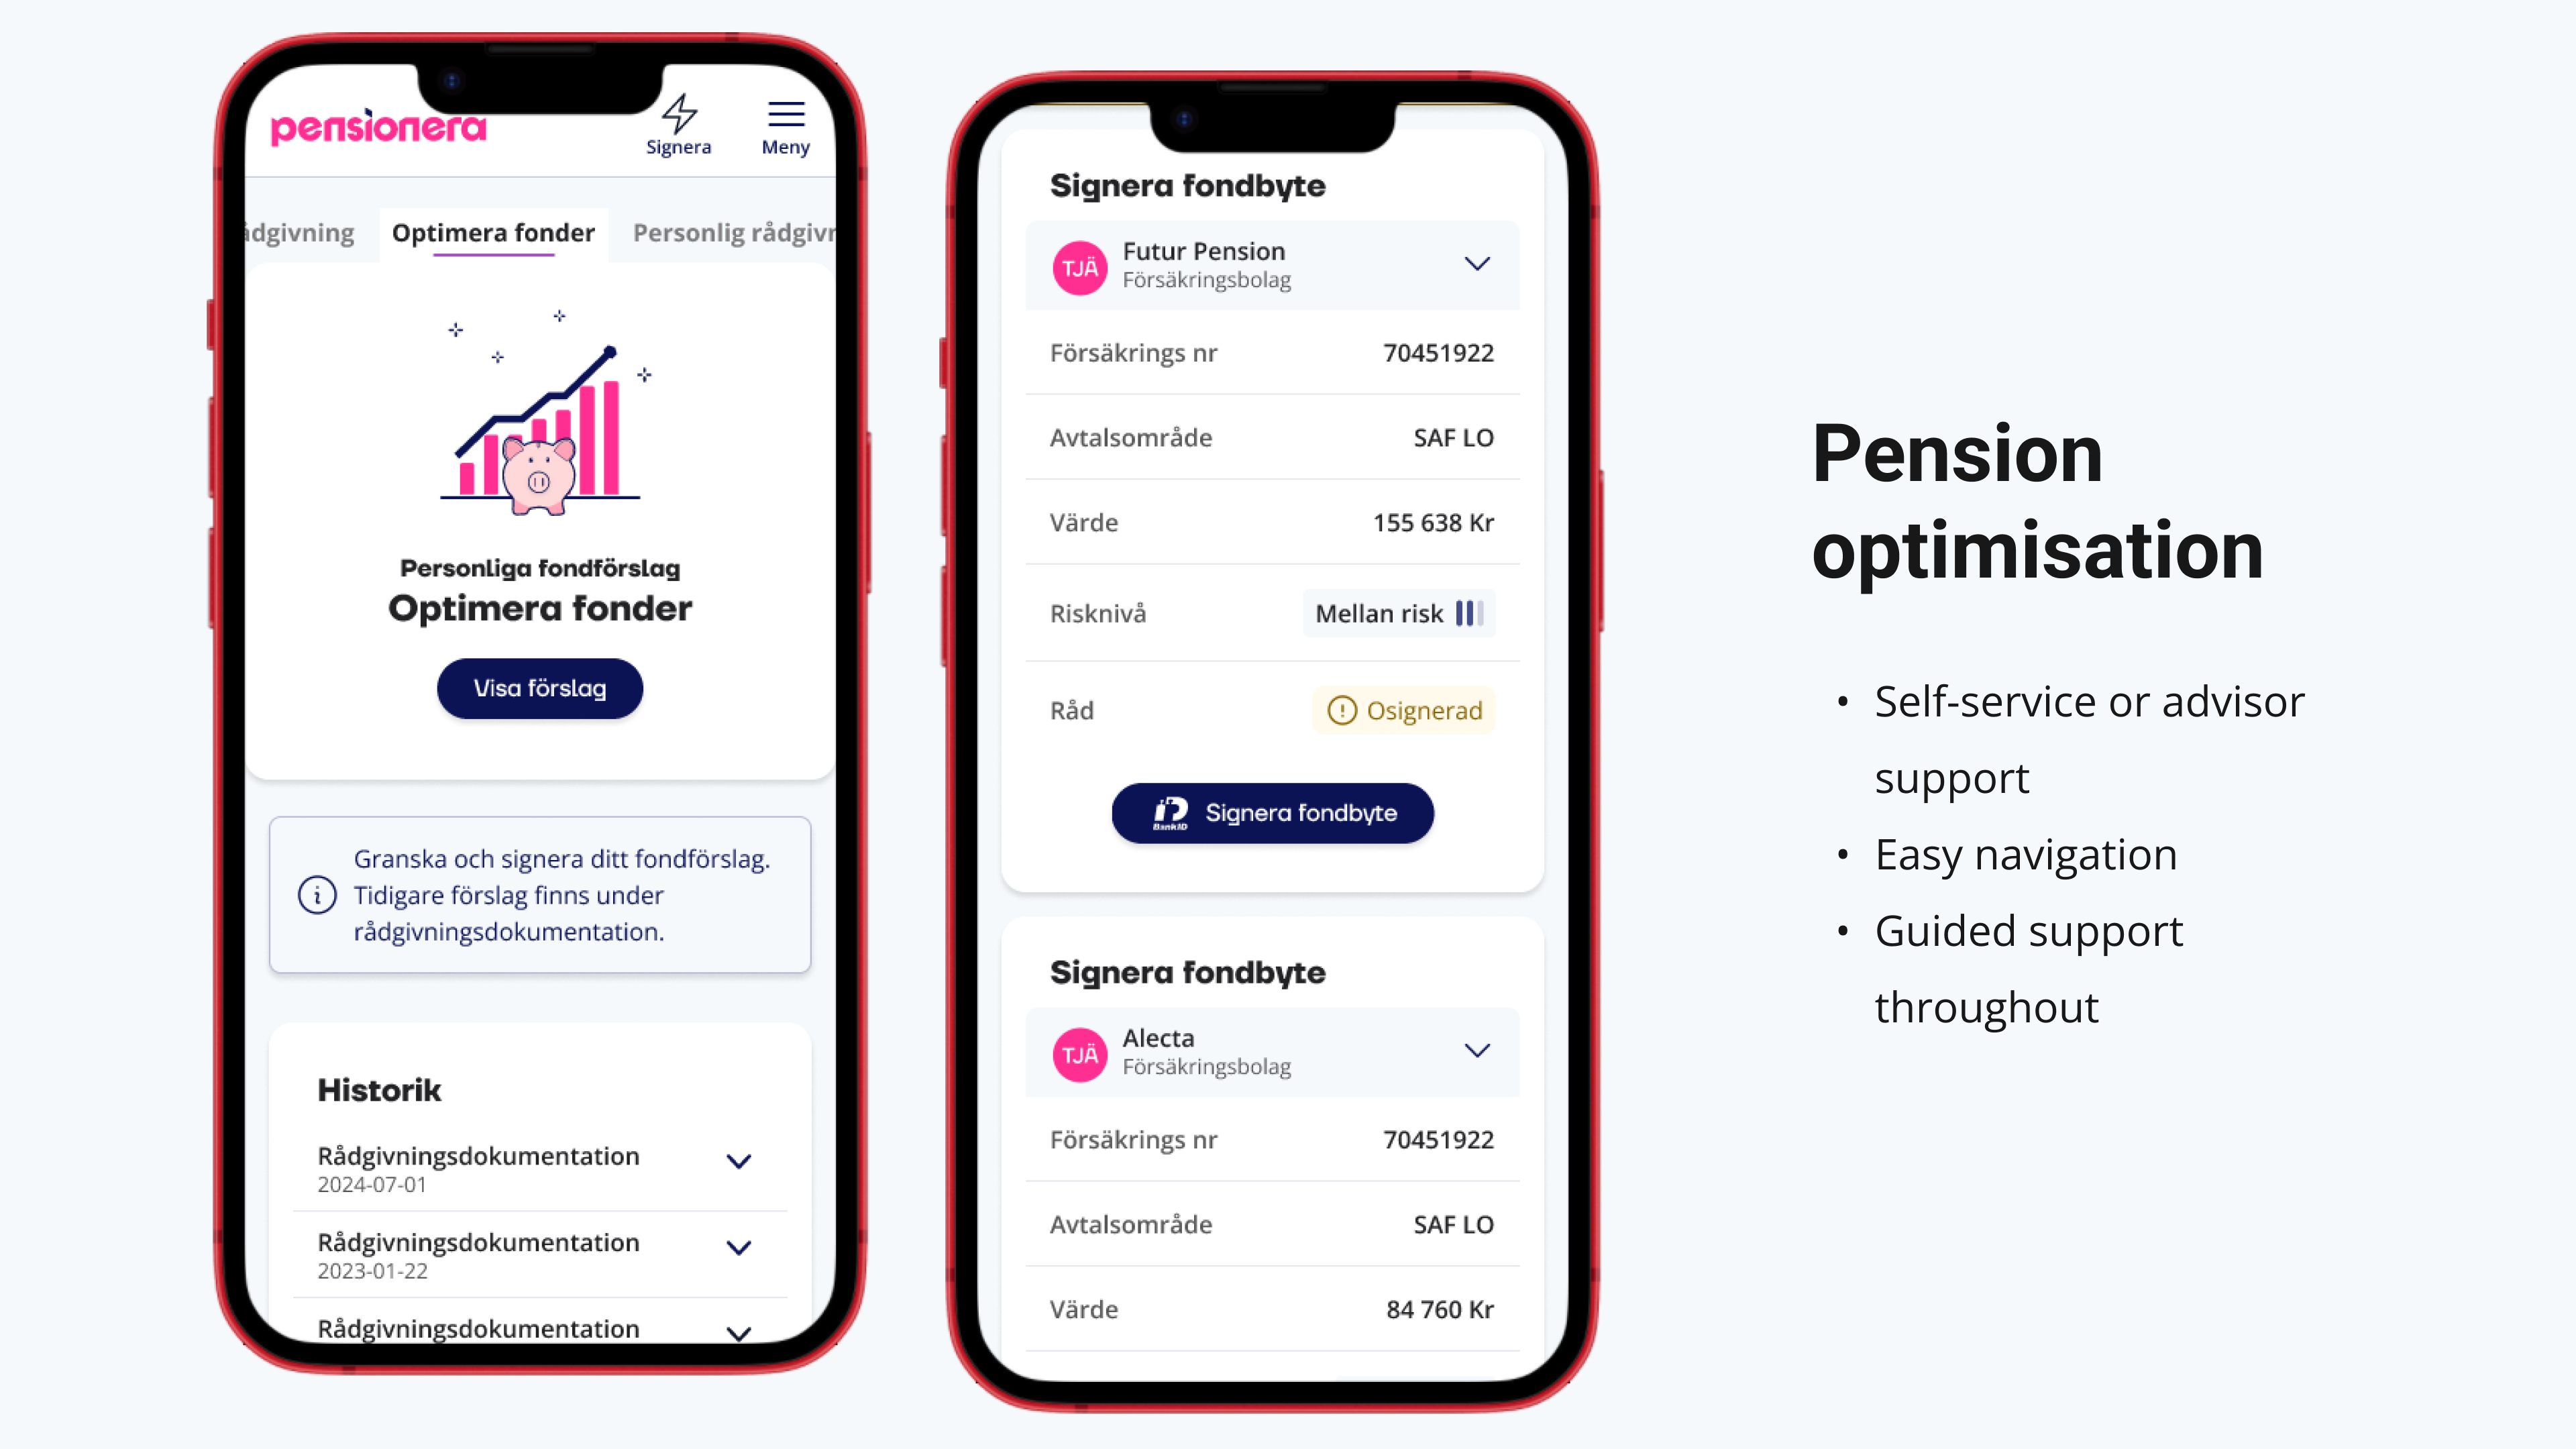 pensionera
Signera
Meny
ådgivning
Optimera fonder
Personlig rådgivr
Personliga fondförslag
Optimera fonder
Visa förslag
Granska och signera ditt fondförslag.
Tidigare förslag finns under
rådgivningsdokumentation.
Historik
Rådgivningsdokumentation
2024-07-01
Rådgivningsdokumentation
2023-01-22
Rådgivningsdokumentation
Signera fondbyte
TJÄ
Futur Pension
Försäkringsbolag
Försäkrings nr
70451922
Avtalsområde
SAF LO
Värde
155 638 Kr
Risknivå
Mellan risk
Råd
Osignerad
BankID
Signera fondbyte
Signera fondbyte
TJÄ
Alecta
Försäkringsbolag
Försäkrings nr
70451922
Avtalsområde
SAF LO
Värde
84 760 Kr
Pension
optimisation
• Self-service or advisor
support
• Easy navigation
• Guided support
throughout